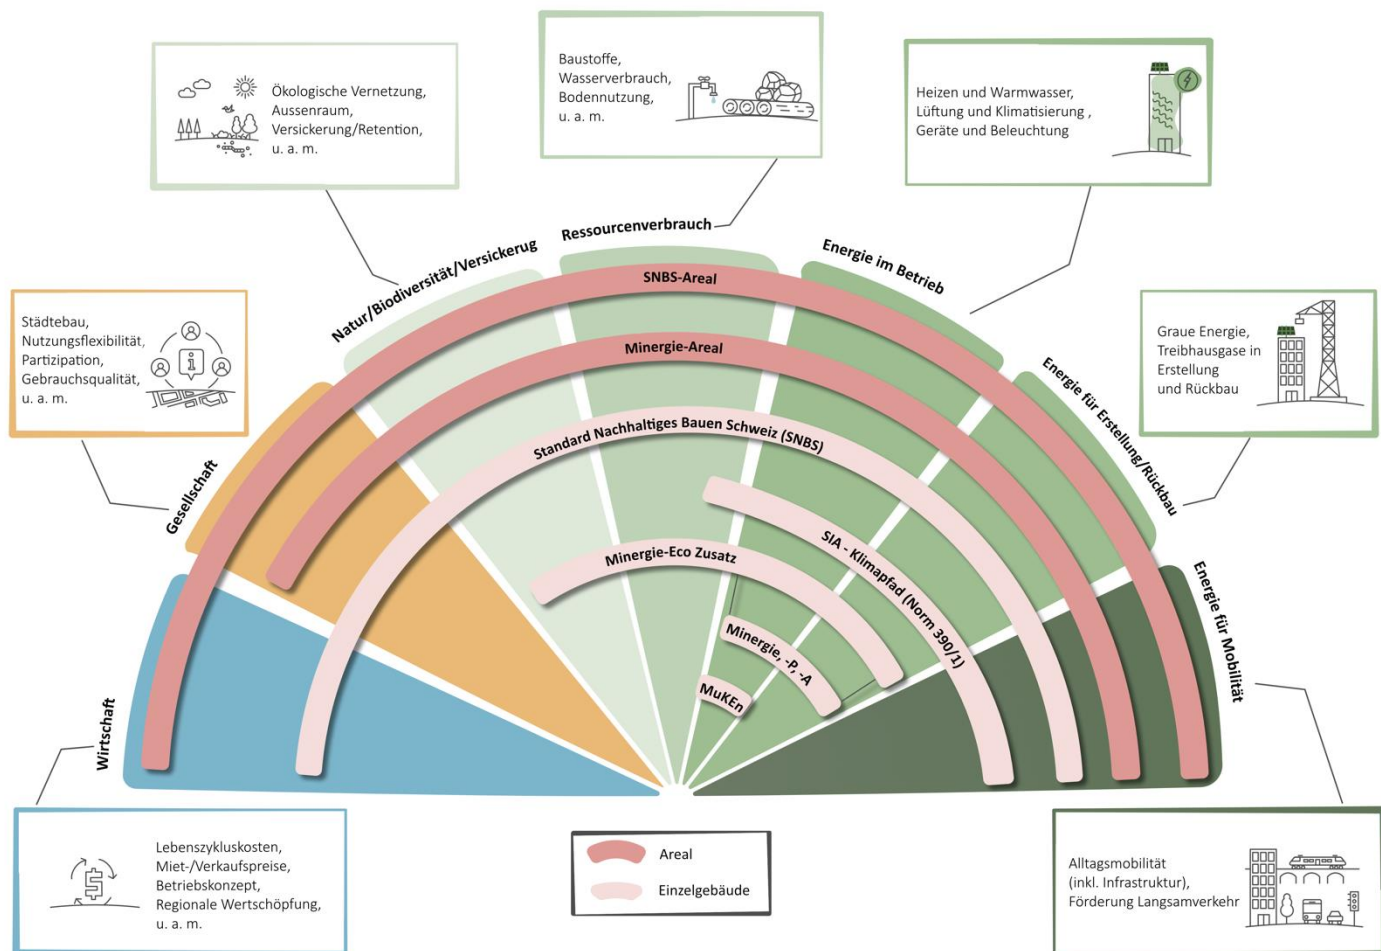 Ökologische Vernetzung,
Aussenraum,
Versickerung/Retention,
u. a. m.
Baustoffe,
Wasserverbrauch,
Bodennutzung,
u. a. m.
Heizen und Warmwasser,
Lüftung und Klimatisierung ,
Geräte und Beleuchtung
Städtebau,
Nutzungsflexibilität,
Partizipation,
Gebrauchsqualität,
u. a. m.
Graue Energie,
Treibhausgase in
Erstellung
und Rückbau
Wirtschaft
Gesellschaft
Natur/Biodiversität/Versickerug
Ressourcenverbrauch
Energie im Betrieb
Energie für Erstellung/Rückbau
Energie für Mobilität
SNBS-Areal
Minergie-Areal
Standard Nachhaltiges Bauen Schweiz (SNBS)
SIA - Klimapfad (Norm 390/1)
Minergie-Eco Zusatz
Minergie, -P, -A
MuKEn
Lebenszykluskosten,
Miet-/Verkaufspreise,
Betriebskonzept,
Regionale Wertschöpfung,
u. a. m.
Areal
Einzelgebäude
Alltagsmobilität
(inkl. Infrastruktur),
Förderung Langsamverkehr